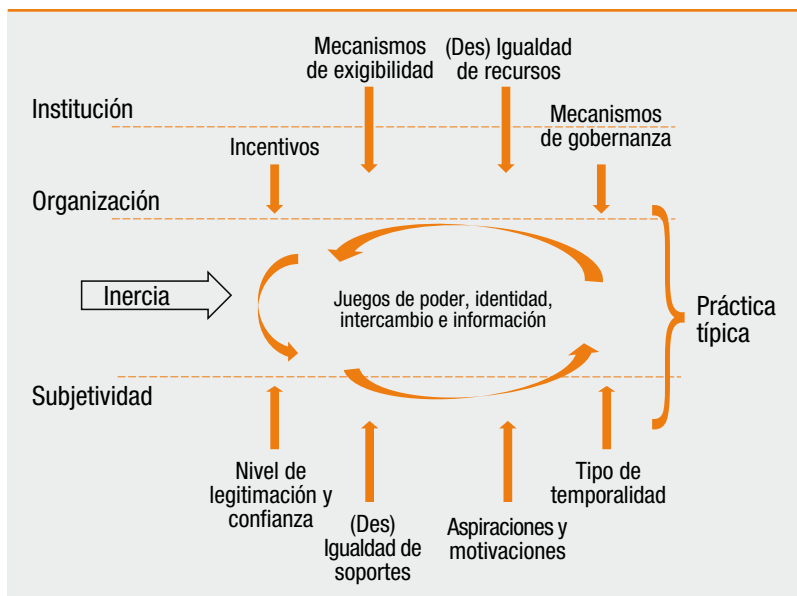 Mecanismos
de exigibilidad
(Des) Igualdad
de recursos
Institución
Mecanismos
de gobernanza
Incentivos
Organización
Inercia
Juegos de poder, identidad,
intercambio e información
Práctica
típica
Subjetividad
Nivel de
legitimación y
confianza
(Des)
Igualdad de
soportes
Aspiraciones y
motivaciones
Tipo de
temporalidad